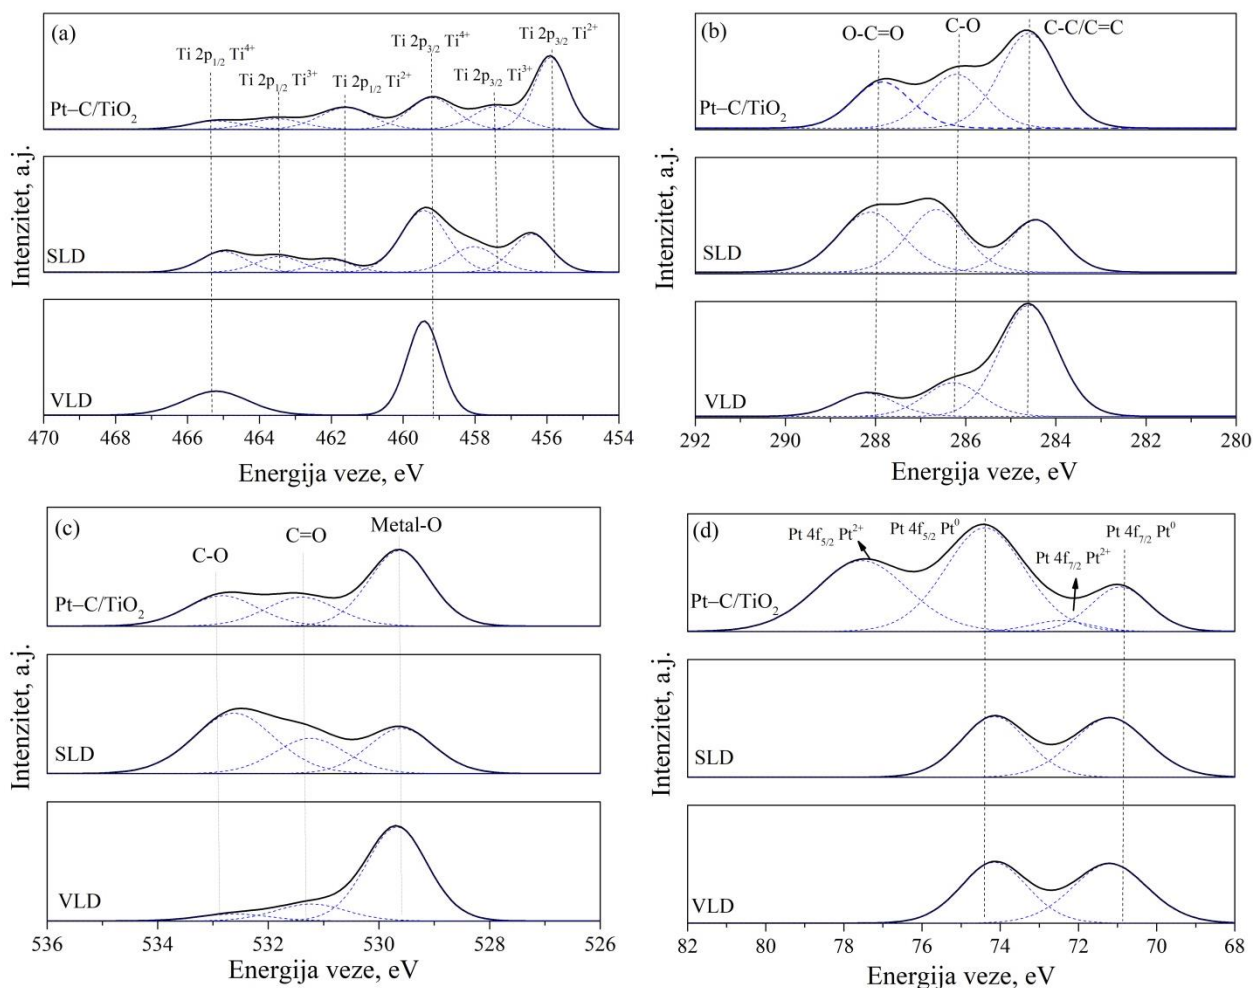 (a)
Ti 2p1/2 Ti4+
Ti 2p1/2 Ti3+
Ti 2p1/2 Ti2+
Ti 2p3/2 Ti4+
Ti 2p3/2 Ti3+
Ti 2p3/2 Ti2+
Pt–C/TiO2
SLD
VLD
Intenzitet, a.j.
470 468 466 464 462 460 458 456 454
Energija veze, eV
(b)
O-C=O
C-O
C-C/C=C
Pt–C/TiO2
SLD
VLD
Intenzitet, a.j.
292 290 288 286 284 282 280
Energija veze, eV
(c)
C-O
C=O
Metal-O
Pt–C/TiO2
SLD
VLD
Intenzitet, a.j.
536 534 532 530 528 526
Energija veze, eV
(d)
Pt 4f5/2 Pt2+
Pt 4f5/2 Pt0
Pt 4f7/2 Pt2+
Pt 4f7/2 Pt0
Pt–C/TiO2
SLD
VLD
Intenzitet, a.j.
82 80 78 76 74 72 70 68
Energija veze, eV